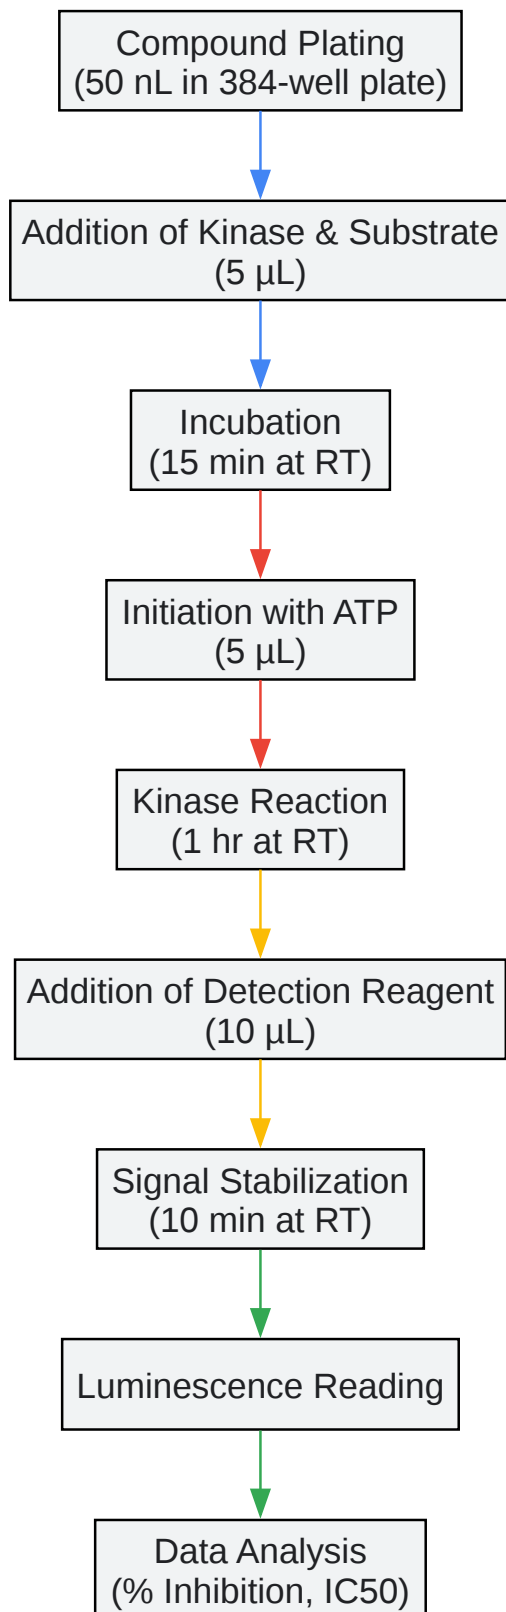 Compound Plating
(50 nL in 384-well plate)
Addition of Kinase & Substrate
(5 µL)
Incubation
(15 min at RT)
Initiation with ATP
(5 µL)
Kinase Reaction
(1 hr at RT)
Addition of Detection Reagent
(10 µL)
Signal Stabilization
(10 min at RT)
Luminescence Reading
Data Analysis
(% Inhibition, IC50)